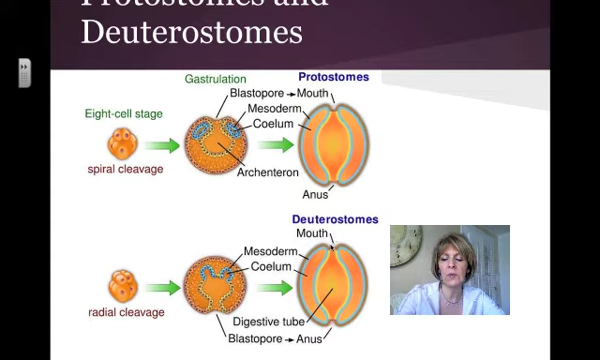 Protostomes and
Deuterostomes
Gastrulation
Protostomes
Blastopore
Mouth
Eight-cell stage
Mesoderm
Coelum
spiral cleavage
Archenteron
Anus
Deuterostomes
Mouth
Mesoderm
Coelum
radial cleavage
Digestive tube
Blastopore
Anus